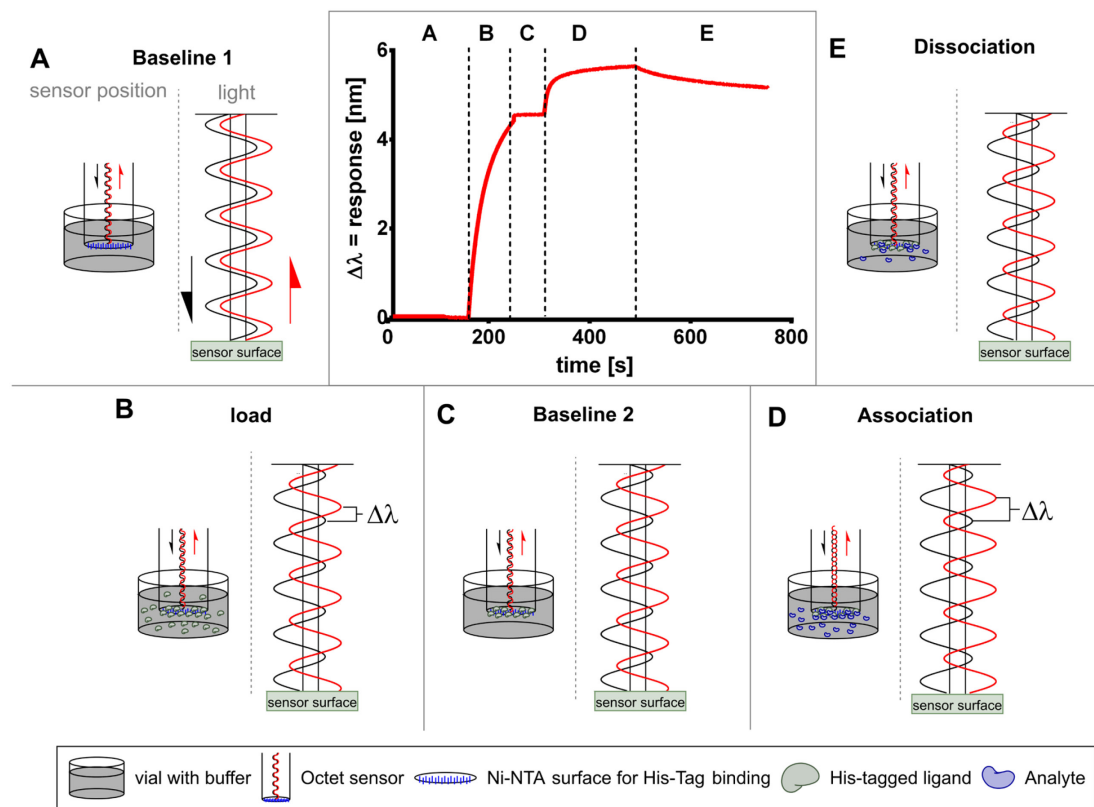 A
Baseline 1
sensor position
light
sensor surface
A B C D E
Δλ = response [nm]
6
4
2
0
0 200 400 600 800
time [s]
E
Dissociation
sensor surface
B
load
Δλ
sensor surface
C
Baseline 2
sensor surface
D
Association
Δλ
sensor surface
vial with buffer
Octet sensor
Ni-NTA surface for His-Tag binding
His-tagged ligand
Analyte